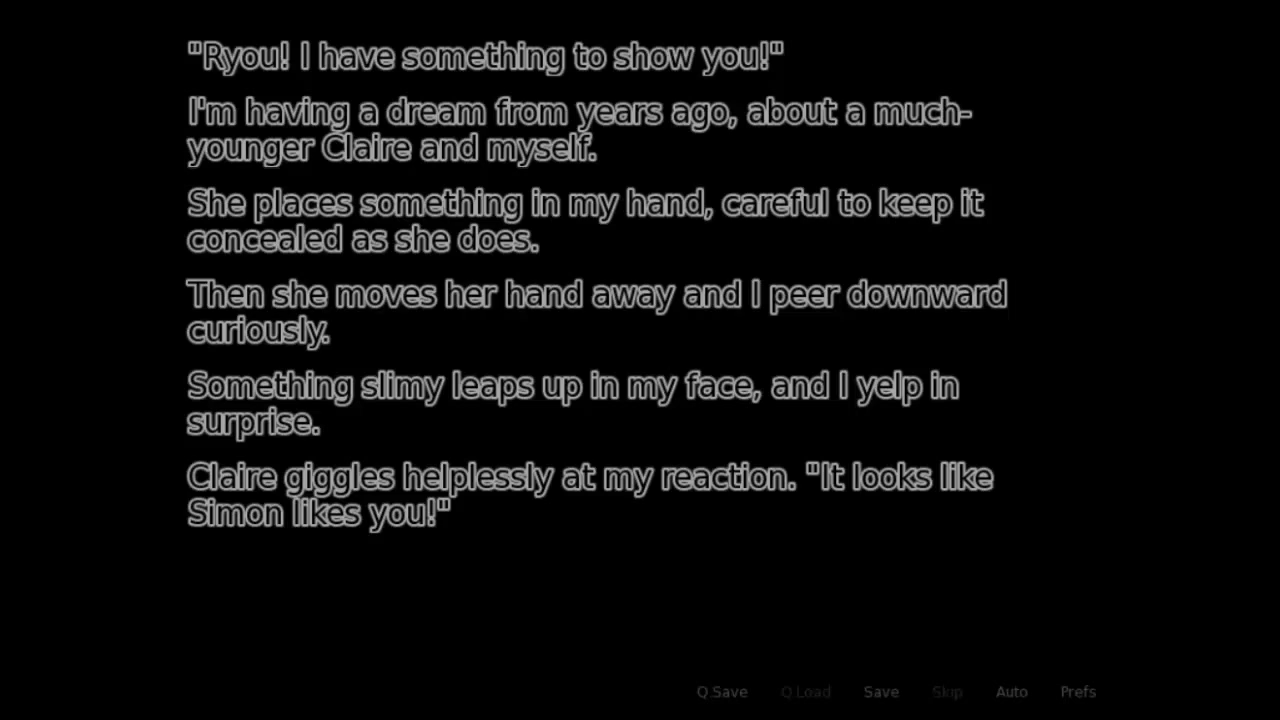 "Ryou! I have something to show you!"
I'm having a dream from years ago, about a much-
younger Claire and myself.
She places something in my hand, careful to keep it
concealed as she does.
Then she moves her hand away and I peer downward
curiously.
Something slimy leaps up in my face, and I yelp in
surprise.
Claire giggles helplessly at my reaction. "It looks like
Simon likes you!"
Q.Save Q.Load Save Skip Auto Prefs